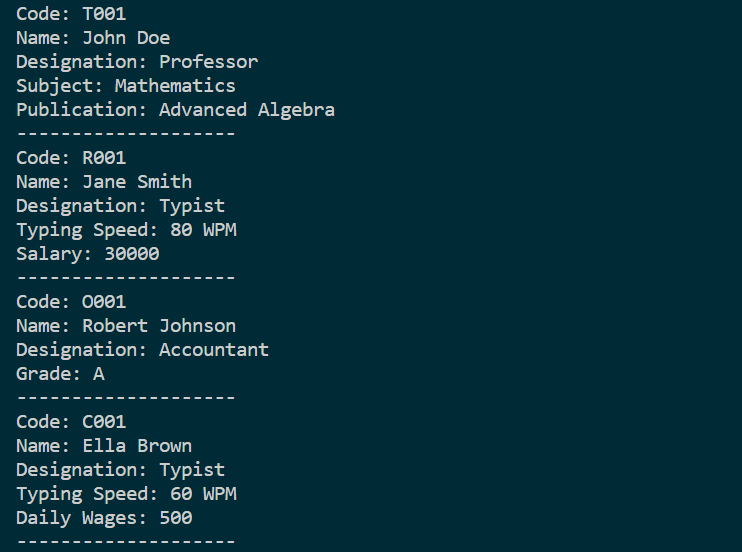 Code: T001
Name: John Doe
Designation: Professor
Subject: Mathematics
Publication: Advanced Algebra
--------------------
Code: R001
Name: Jane Smith
Designation: Typist
Typing Speed: 80 WPM
Salary: 30000
--------------------
Code: O001
Name: Robert Johnson
Designation: Accountant
Grade: A
--------------------
Code: C001
Name: Ella Brown
Designation: Typist
Typing Speed: 60 WPM
Daily Wages: 500
--------------------